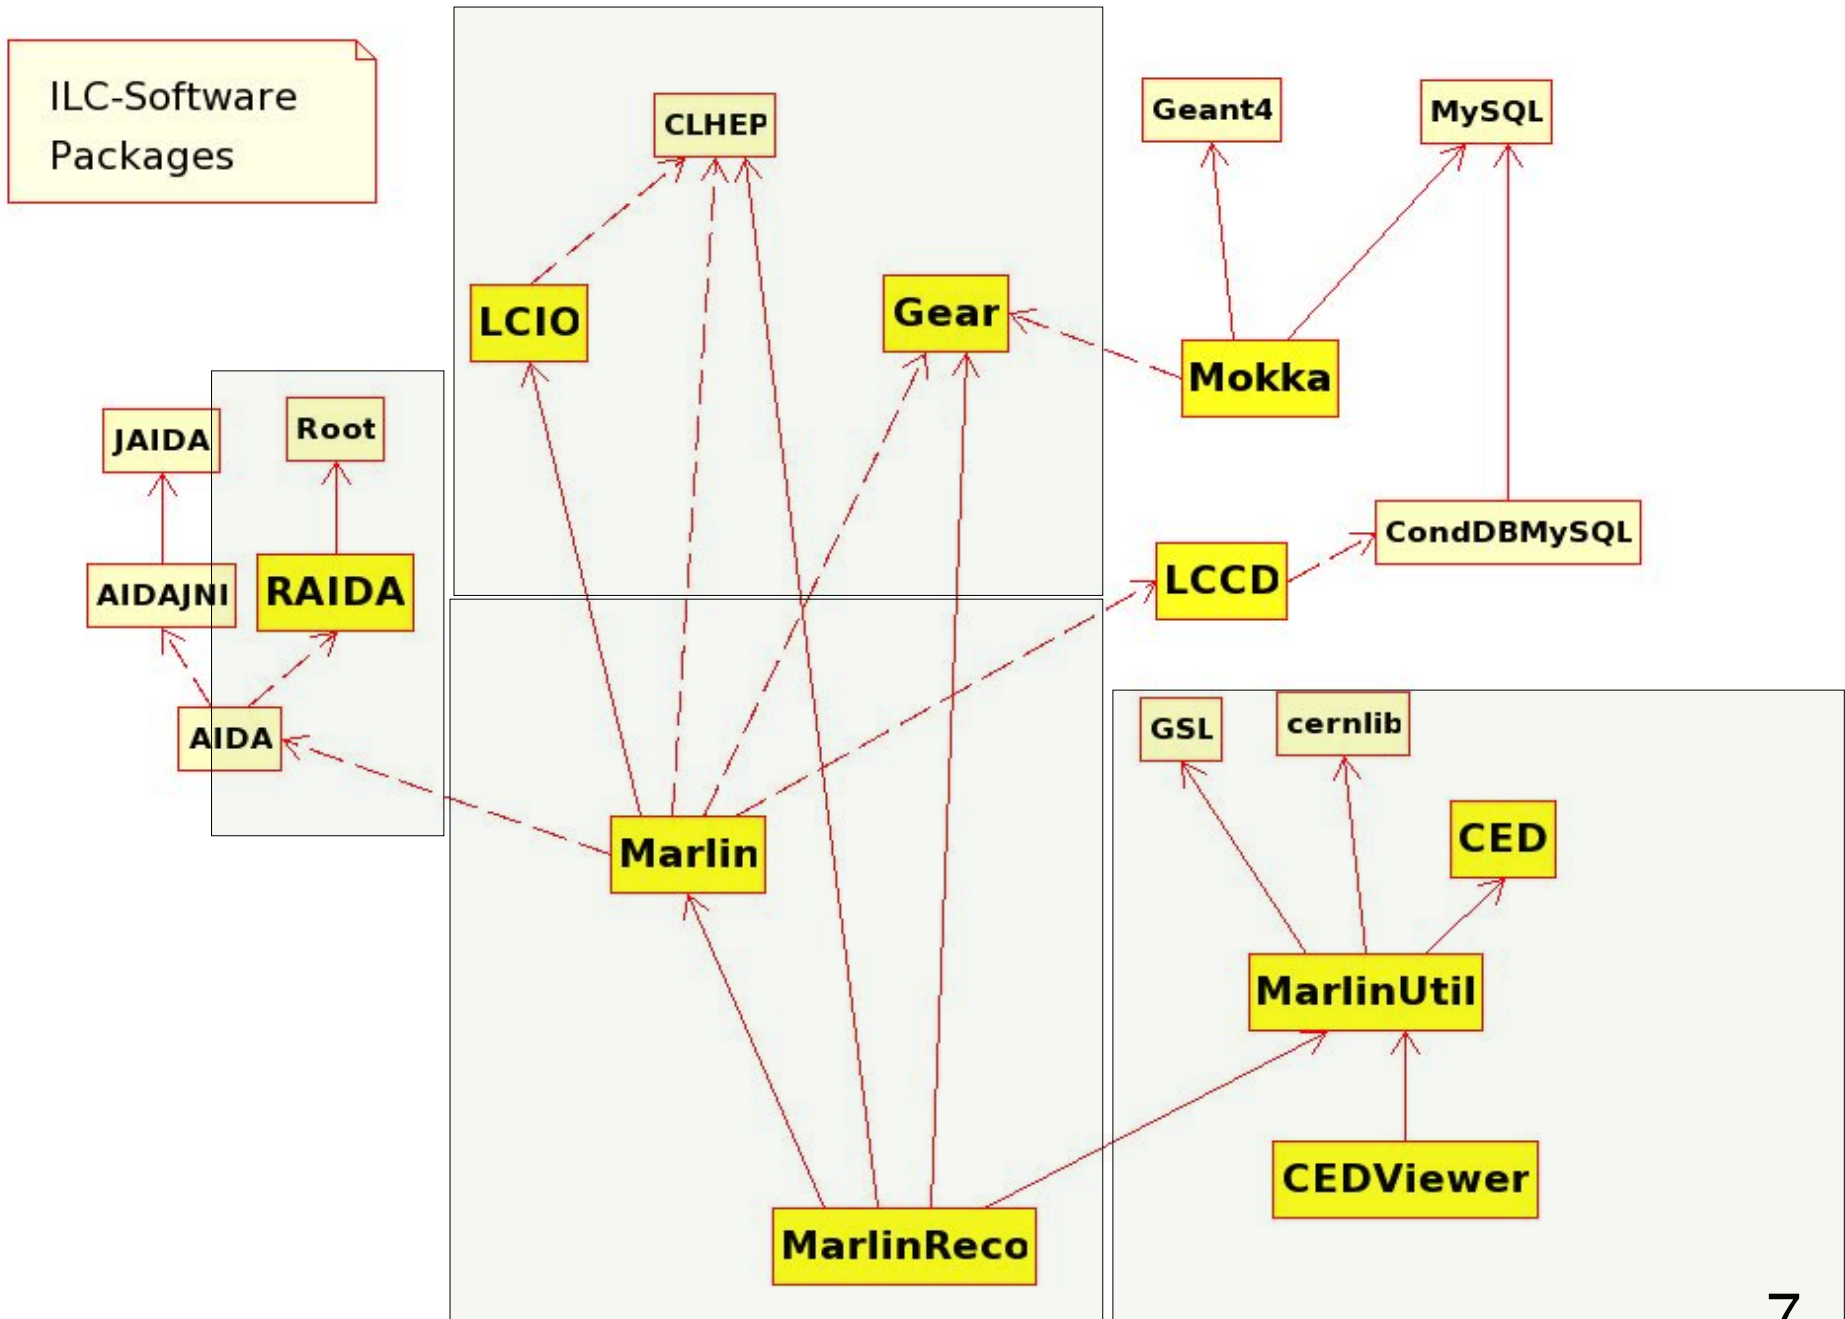 ILC-Software
Packages
CLHEP
Geant4
MySQL
LCIO
Gear
Mokka
JAIDA
Root
CondDBMySQL
AIDAJNI
RAIDA
LCCD
AIDA
GSL
cernlib
Marlin
CED
MarlinUtil
CEDViewer
MarlinReco
7